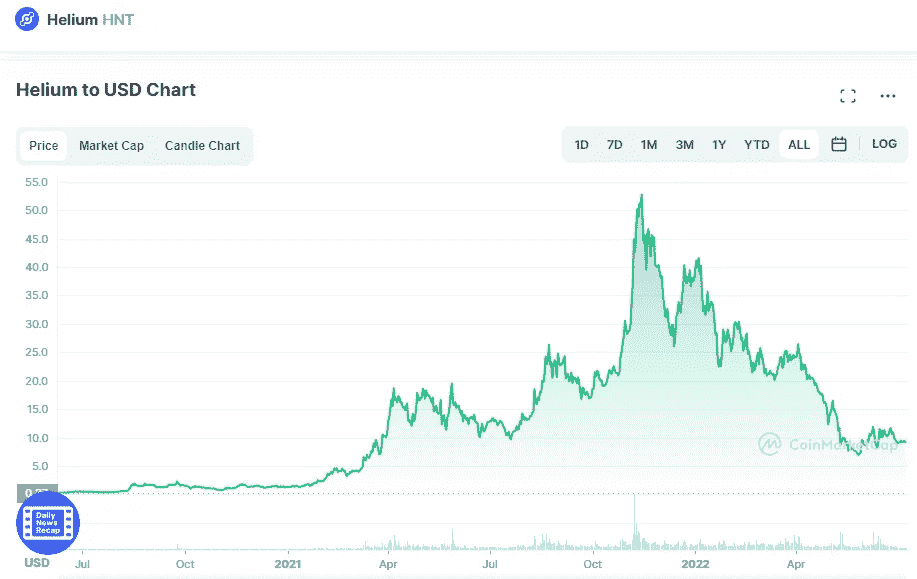 Helium HNT
Helium to USD Chart
Price Market Cap Candle Chart
1D 7D 1M 3M 1Y YTD ALL LOG
55.0
50.0
45.0
40.0
35.0
30.0
25.0
20.0
15.0
10.0
CoinMarketCap
5.0
Daily
News
Recap
USD Jul Oct 2021 Apr Jul Oct 2022 Apr